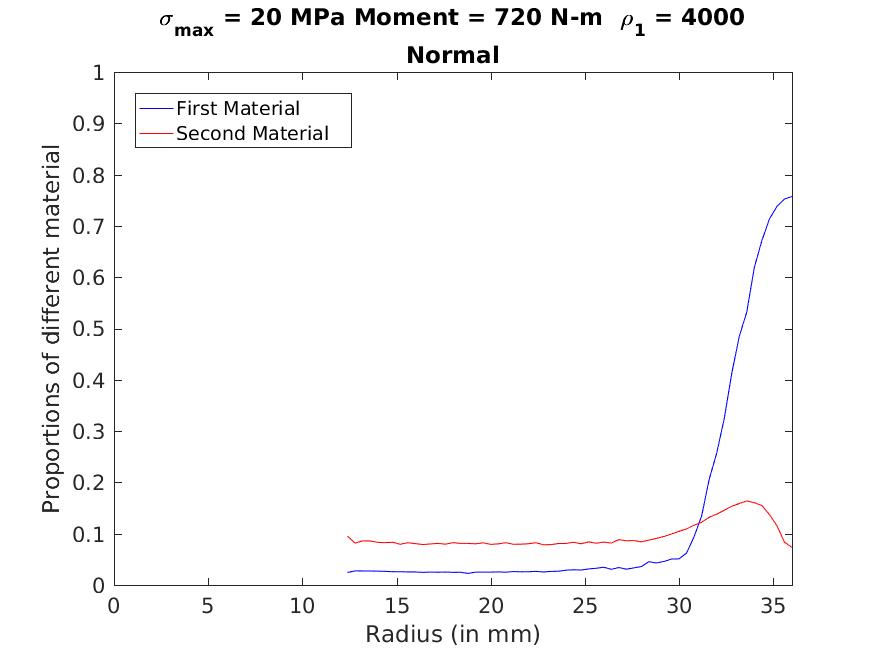 σmax = 20 MPa Moment = 720 N-m ρ1 = 4000
Normal
First Material
Second Material
Proportions of different material
1
0.9
0.8
0.7
0.6
0.5
0.4
0.3
0.2
0.1
0
0 5 10 15 20 25 30 35
Radius (in mm)